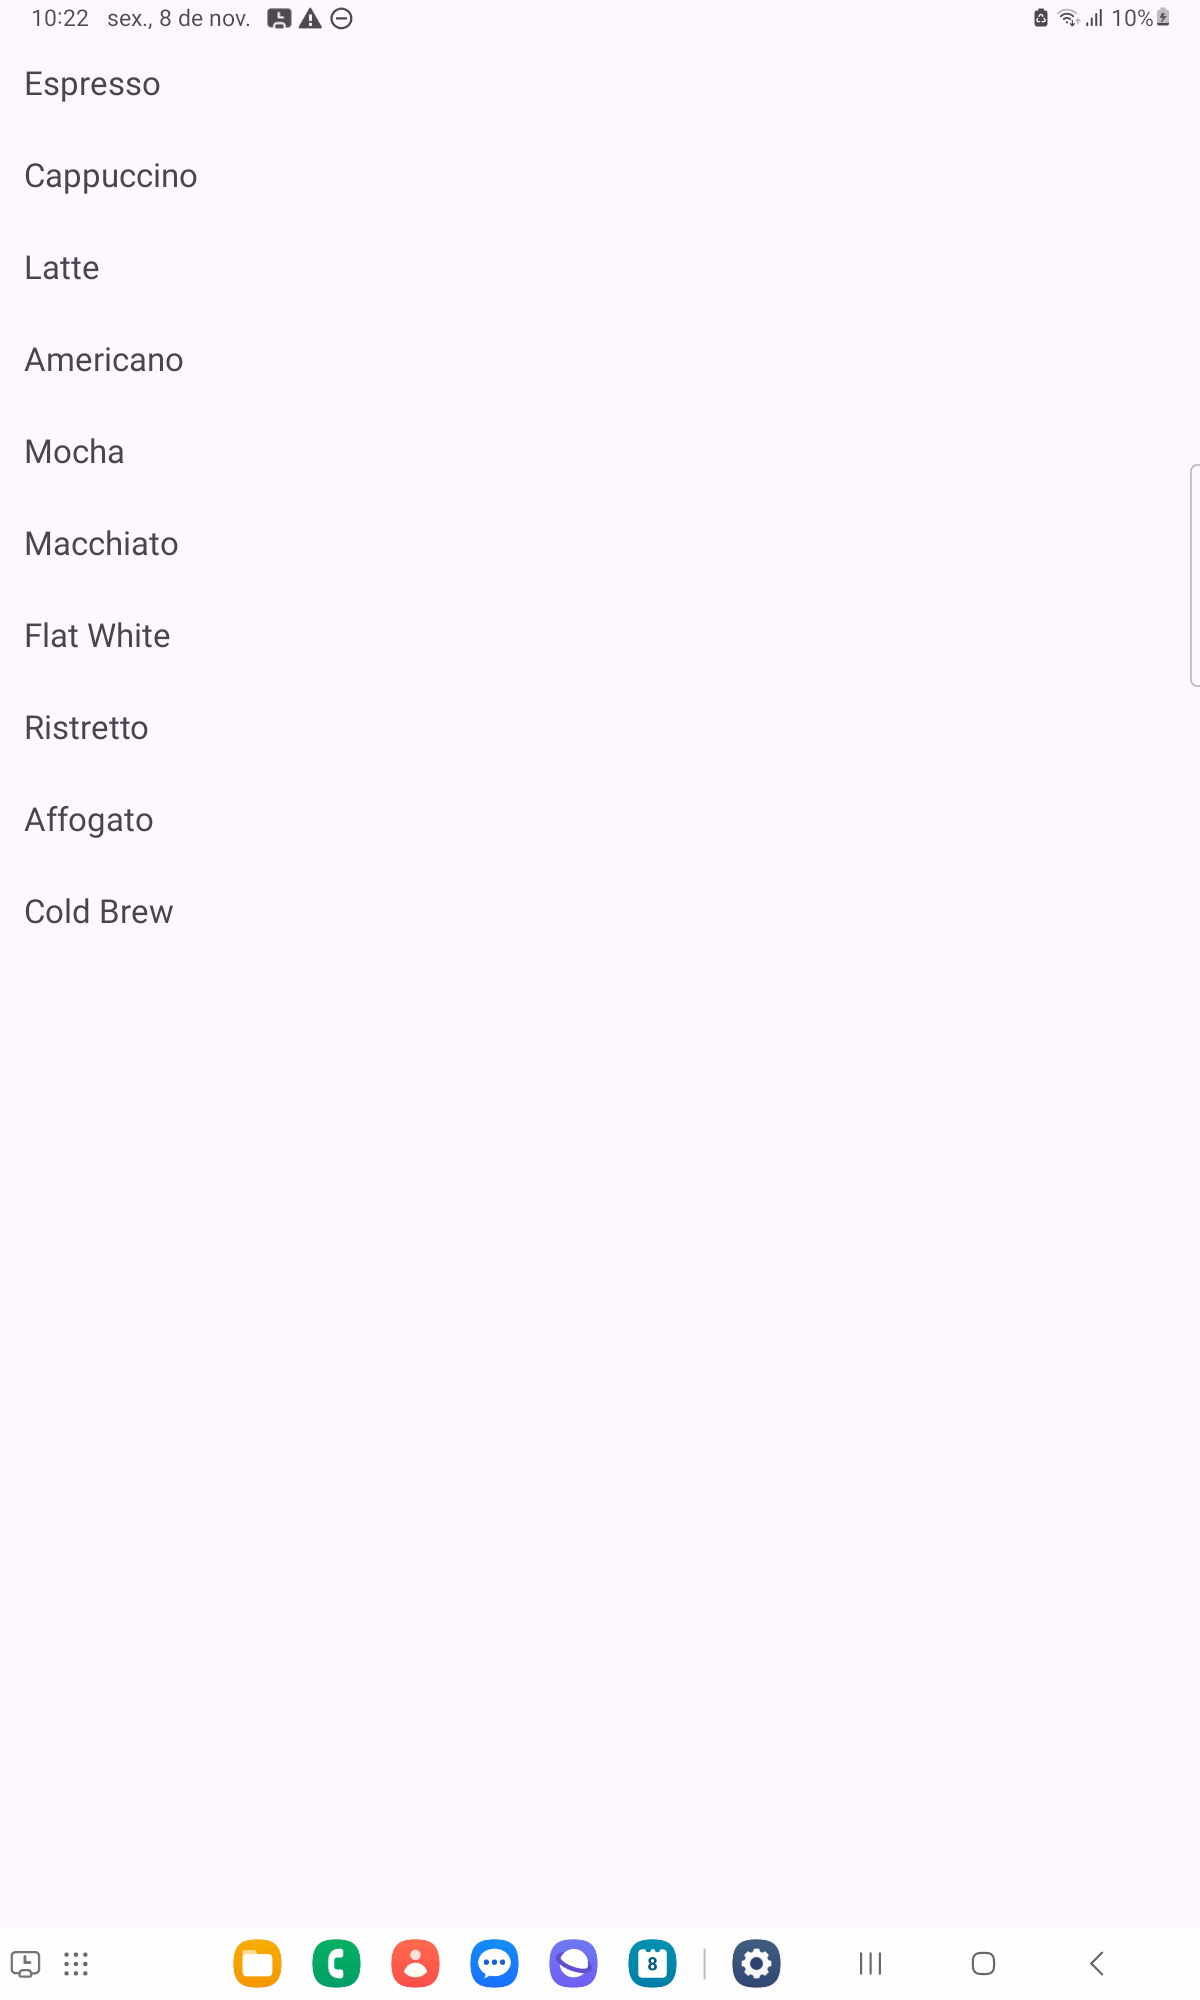 10:22 sex., 8 de nov. 10%
Espresso
Cappuccino
Latte
Americano
Mocha
Macchiato
Flat White
Ristretto
Affogato
Cold Brew
8